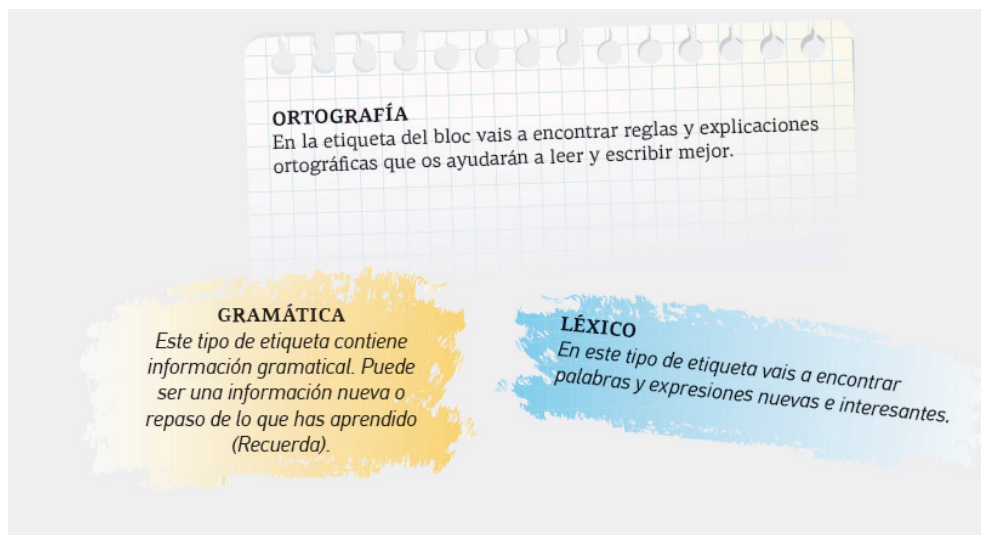 ORTOGRAFÍA
En la etiqueta del bloc vais a encontrar reglas y explicaciones
ortográficas que os ayudarán a leer y escribir mejor.
GRAMÁTICA
Este tipo de etiqueta contiene
información gramatical. Puede
ser una información nueva o
repaso de lo que has aprendido
(Recuerda).
LÉXICO
En este tipo de etiqueta vais a encontrar
palabras y expresiones nuevas e interesantes.